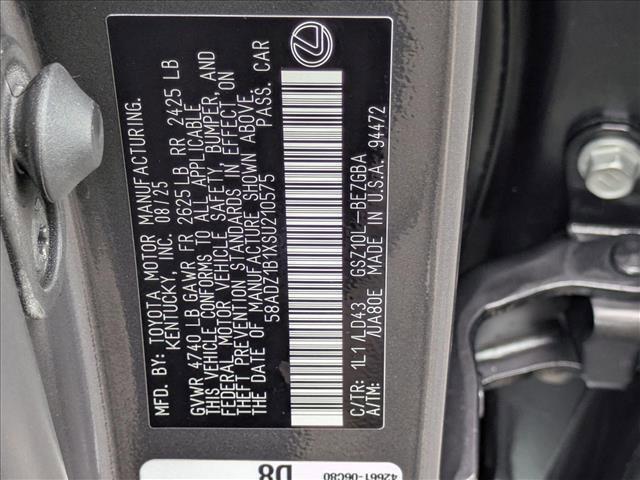 MFD. BY: TOYOTA MOTOR MANUFACTURING.
KENTUCKY, INC. 08/25
GVWR 4740 LB GAWR FR 2625 LB RR 2425 LB
THIS VEHICLE CONFORMS TO ALL APPLICABLE
FEDERAL MOTOR VEHICLE SAFETY, BUMPER, AND
THEFT PREVENTION STANDARDS IN EFFECT ON
THE DATE OF MANUFACTURE SHOWN ABOVE.
58ADZ1B1XSU210575 PASS. CAR
C/TR: 1L1/LD43 GSZ10L-BEZGBA
A/TM: /UA80E MADE IN U.S.A. 94472
D8
42661-06C80